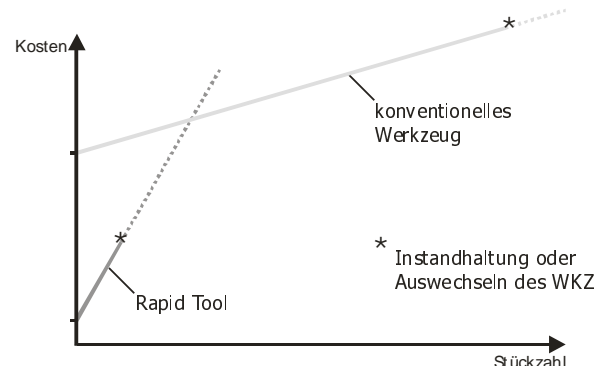 Kosten
*
konventionelles
Werkzeug
*
Rapid Tool
* Instandhaltung oder
Auswechseln des WKZ
Stückzahl